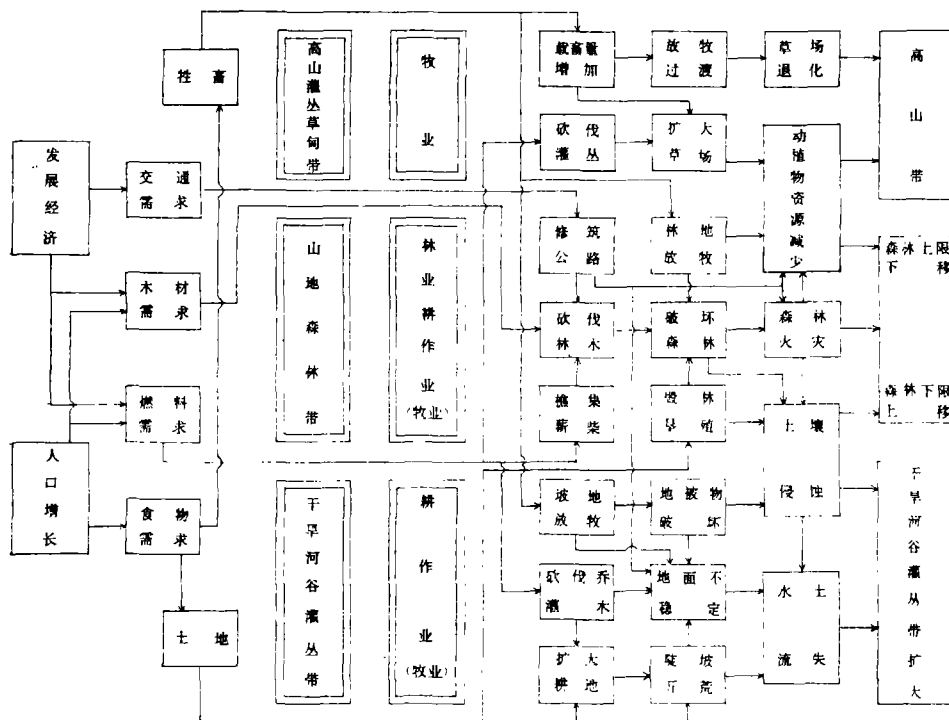 发展经济
人口增长
牲畜
交通
需求
木材
需求
燃料
需求
食物
需求
土地
高山灌丛草甸带
山地森林带
干旱河谷灌丛带
牧业
林业耕作业(牧业)
耕作业(牧业)
载畜量
增加
放牧
过渡
草场
退化
砍伐
灌丛
扩大
草场
动植物资源减少
修筑
公路
林地
放牧
砍伐
林木
破坏
森林
森林
火灾
樵集
薪柴
毁林
垦殖
土壤
侵蚀
坡地
放牧
地被物
破坏
砍伐乔
灌木
地面不
稳定
水土
流失
扩大
耕地
陡坡
开荒
高山带
森林上限
下移
森林下限
上移
干旱河谷灌丛带扩大